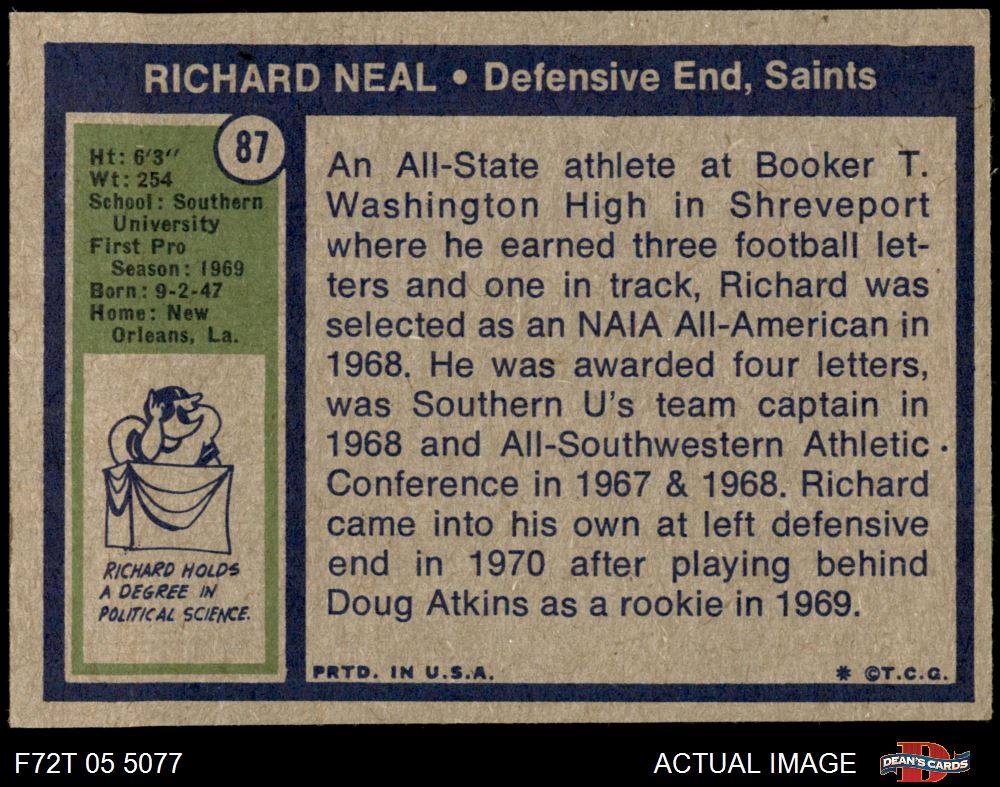 RICHARD NEAL • Defensive End, Saints
87
Ht: 6'3''
Wt: 254
School: Southern
University
First Pro
Season: 1969
Born: 9-2-47
Home: New
Orleans, La.
RICHARD HOLDS
A DEGREE IN
POLITICAL SCIENCE.
An All-State athlete at Booker T.
Washington High in Shreveport
where he earned three football let-
ters and one in track, Richard was
selected as an NAIA All-American in
1968. He was awarded four letters,
was Southern U's team captain in
1968 and All-Southwestern Athletic
Conference in 1967 & 1968. Richard
came into his own at left defensive
end in 1970 after playing behind
Doug Atkins as a rookie in 1969.
PRTD. IN U.S.A.
* ©T.C.G.
F72T 05 5077
ACTUAL IMAGE
DEAN'S CARDS